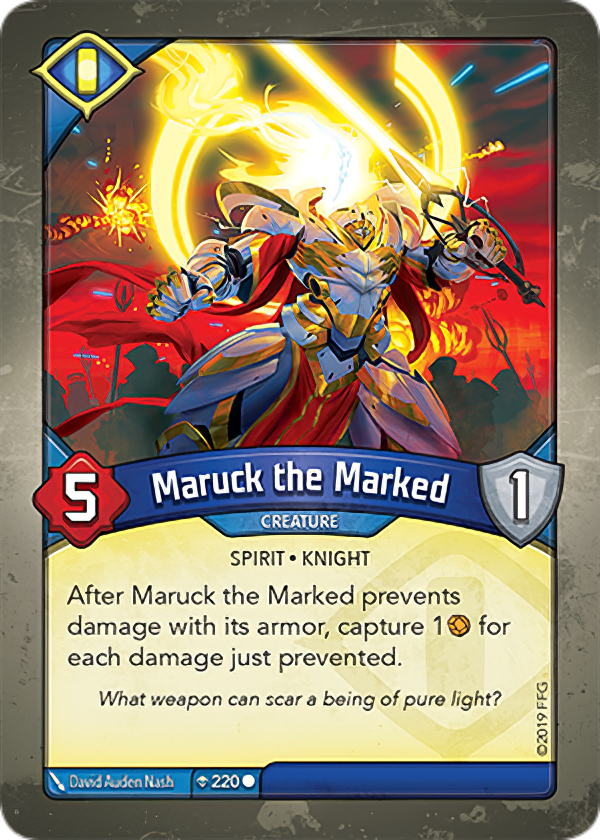 5
Maruck the Marked
1
CREATURE
SPIRIT • KNIGHT
After Maruck the Marked prevents
damage with its armor, capture 1 for
each damage just prevented.
What weapon can scar a being of pure light?
©2019 FFG
David Auden Nash
220